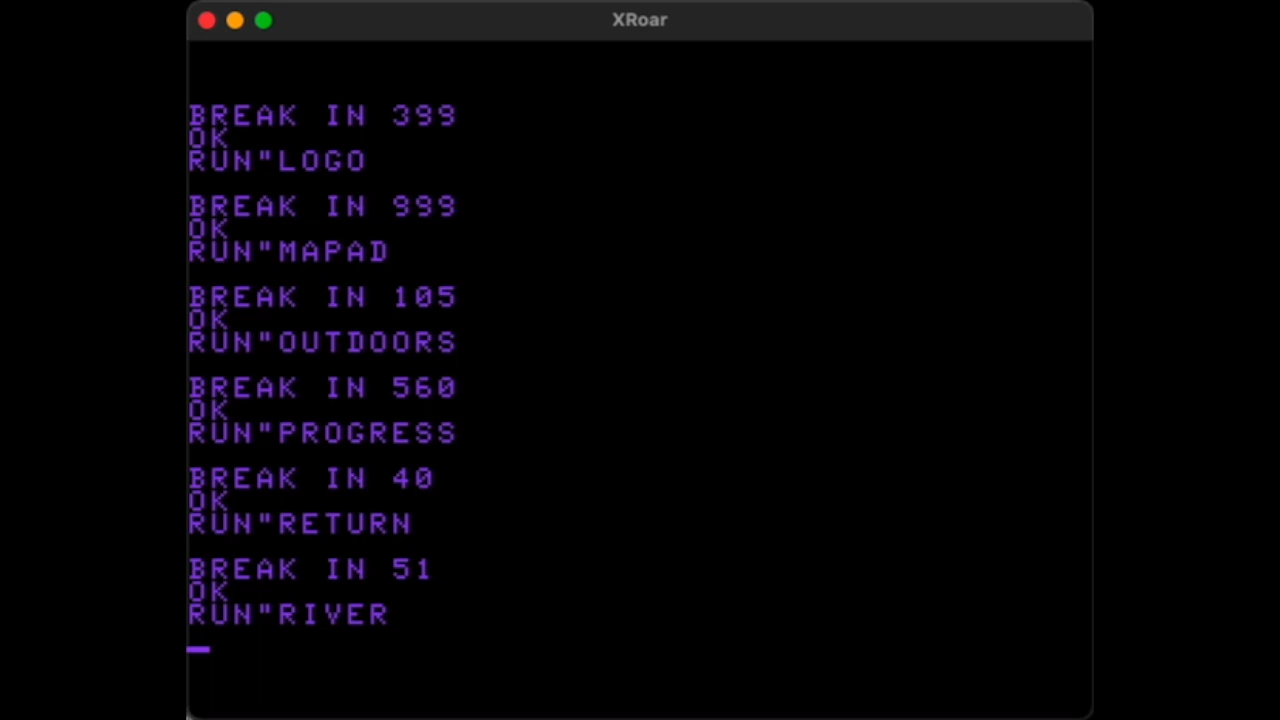 XRoar
BREAK IN 399
OK
RUN"LOGO
BREAK IN 999
OK
RUN"MAPAD
BREAK IN 105
OK
RUN"OUTDOORS
BREAK IN 560
OK
RUN"PROGRESS
BREAK IN 40
OK
RUN"RETURN
BREAK IN 51
OK
RUN"RIVER